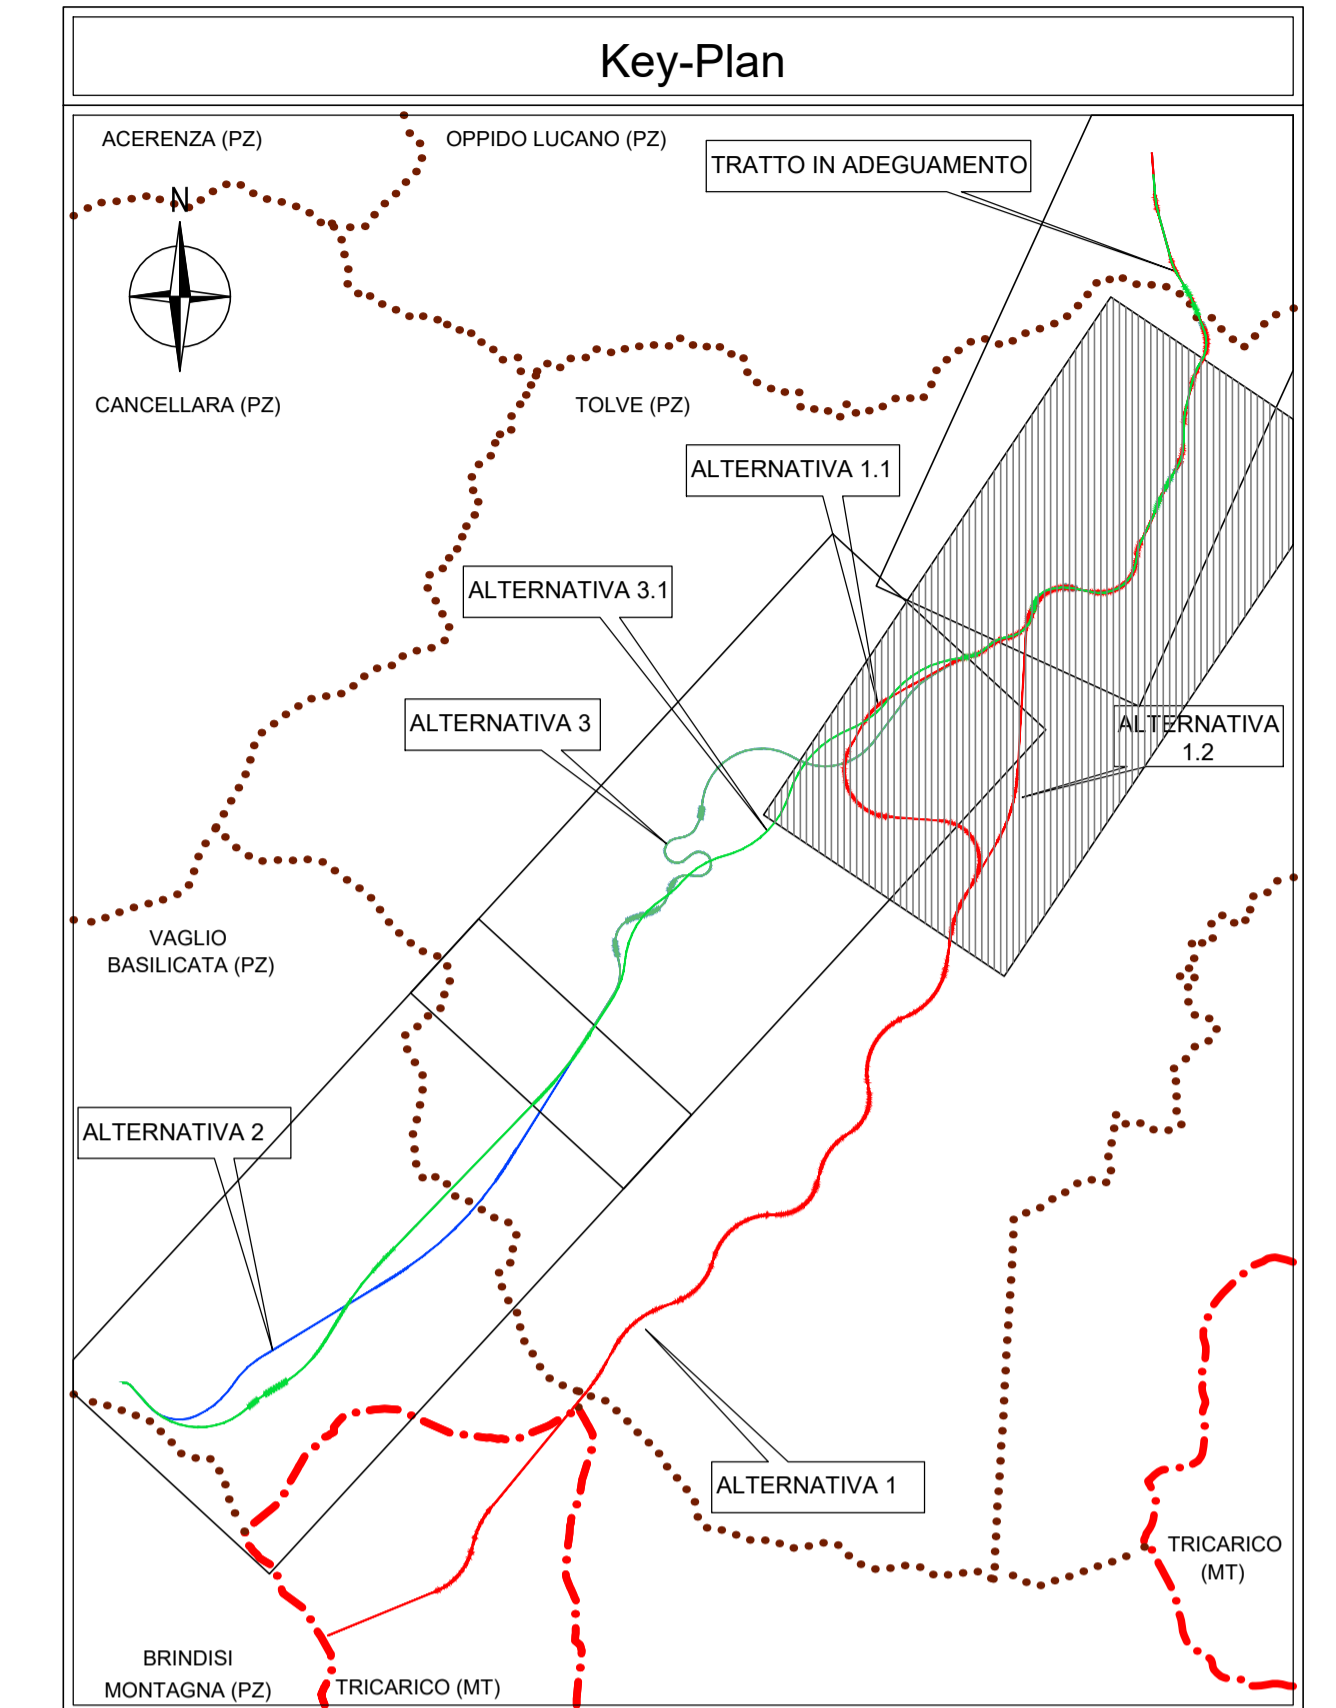 Key-Plan
ACERENZA (PZ)
OPPIDO LUCANO (PZ)
TRATTO IN ADEGUAMENTO
N
CANCELLARA (PZ)
TOLVE (PZ)
ALTERNATIVA 1.1
ALTERNATIVA 3.1
ALTERNATIVA 3
ALTERNATIVA
1.2
VAGLIO
BASILICATA (PZ)
ALTERNATIVA 2
ALTERNATIVA 1
TRICARICO
(MT)
BRINDISI
MONTAGNA (PZ)
TRICARICO (MT)